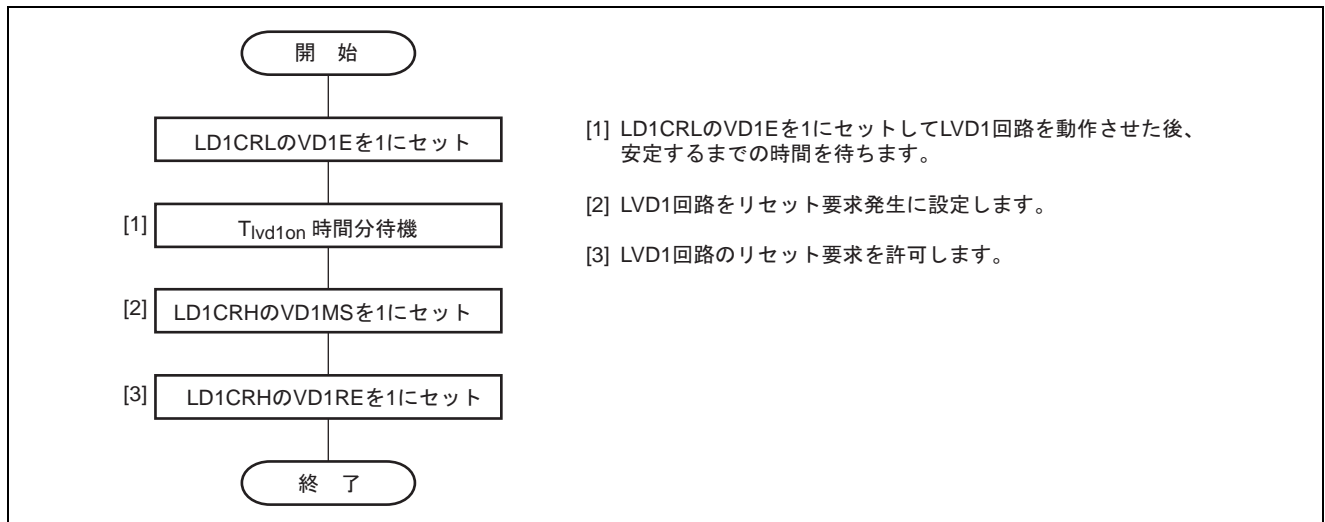 開 始
LD1CRLのVD1Eを1にセット
[1] Tlvd1on 時間分待機
[2] LD1CRHのVD1MSを1にセット
[3] LD1CRHのVD1REを1にセット
終 了
[1] LD1CRLのVD1Eを1にセットしてLVD1回路を動作させた後、
安定するまでの時間を待ちます。
[2] LVD1回路をリセット要求発生に設定します。
[3] LVD1回路のリセット要求を許可します。